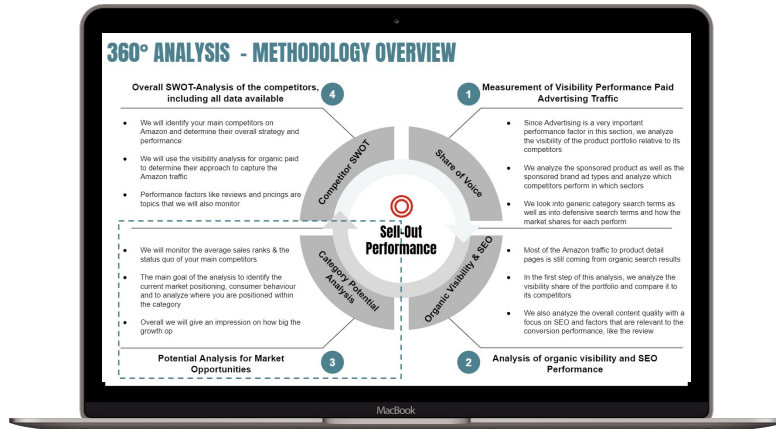 360° ANALYSIS - METHODOLOGY OVERVIEW
Overall SWOT-Analysis of the competitors,
including all data available
4
• We will identify your main competitors on
Amazon and determine their overall strategy and
performance
• We will use the visibility analysis for organic paid
to determine their approach to capture the
Amazon traffic
• Performance factors like reviews and pricings are
topics that we will also monitor
1
Measurement of Visibility Performance Paid
Advertising Traffic
• Since Advertising is a very important
performance factor in this section, we analyze
the visibility of the product portfolio relative to its
competitors
• We analyze the sponsored product as well as the
sponsored brand ad types and analyze which
competitors perform in which sectors
• We look into generic category search terms as
well as into defensive search terms and how the
market shares for each perform
Competitor SWOT
Share of Voice
Sell-Out
Performance
Category Potential
Analysis
Organic Visibility & SEO
• We will monitor the average sales ranks & the
status quo of your main competitors
• The main goal of the analysis to identify the
current market positioning, consumer behaviour
and to analyze where you are positioned within
the category
• Overall we will give an impression on how big the
growth op
Potential Analysis for Market
Opportunities
3
• Most of the Amazon traffic to product detail
pages is still coming from organic search results
• In the first step of this analysis, we analyze the
visibility share of the portfolio and compare it to
its competitors
• We also analyze the overall content quality with a
focus on SEO and factors that are relevant to the
conversion performance, like the review
2
Analysis of organic visibility and SEO
Performance
MacBook